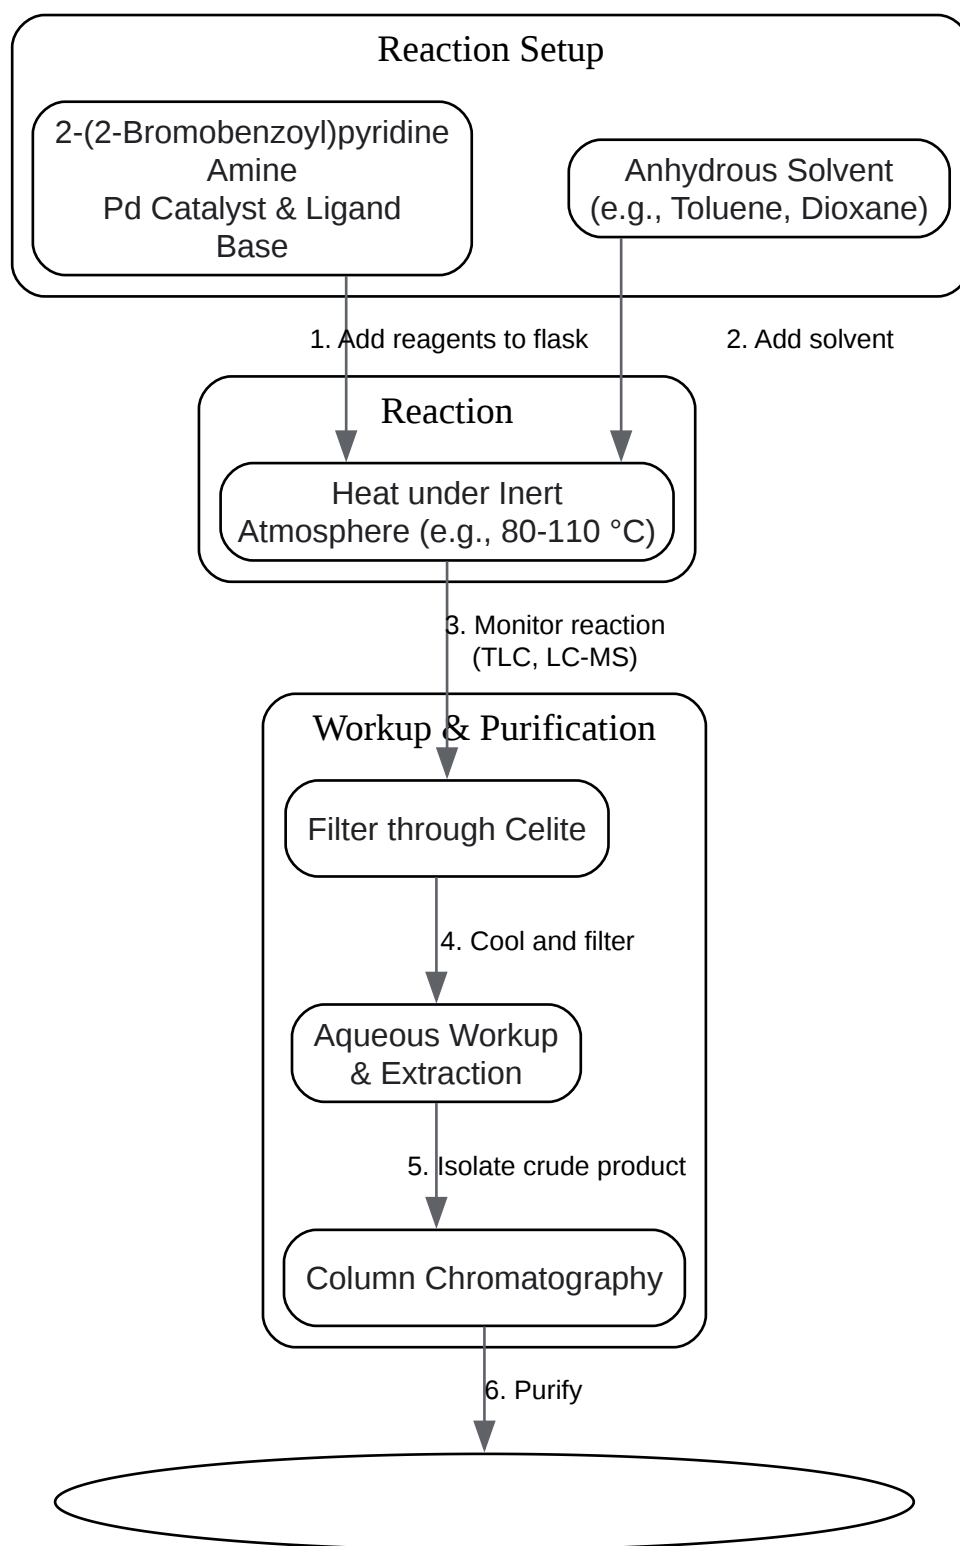 Reaction Setup
2-(2-Bromobenzoyl)pyridine
Amine
Pd Catalyst & Ligand
Base
Anhydrous Solvent
(e.g., Toluene, Dioxane)
1. Add reagents to flask
2. Add solvent
Reaction
Heat under Inert
Atmosphere (e.g., 80-110 °C)
3. Monitor reaction
(TLC, LC-MS)
Workup & Purification
Filter through Celite
4. Cool and filter
Aqueous Workup
& Extraction
5. Isolate crude product
Column Chromatography
6. Purify